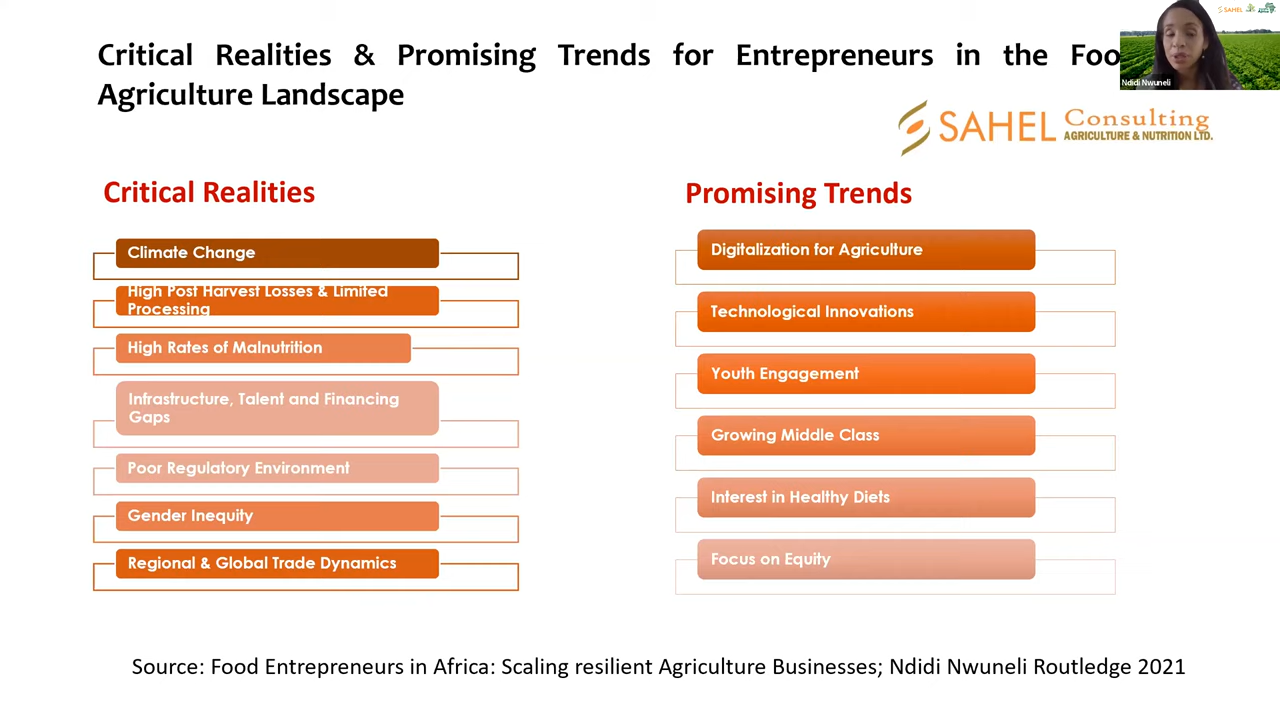 Critical Realities & Promising Trends for Entrepreneurs in the Foo
Agriculture Landscape
Ndidi Nwuneli
SAHEL
SAHEL Consulting
AGRICULTURE & NUTRITION LTD.
Critical Realities
Climate Change
High Post Harvest Losses & Limited
Processing
High Rates of Malnutrition
Infrastructure, Talent and Financing
Gaps
Poor Regulatory Environment
Gender Inequity
Regional & Global Trade Dynamics
Promising Trends
Digitalization for Agriculture
Technological Innovations
Youth Engagement
Growing Middle Class
Interest in Healthy Diets
Focus on Equity
Source: Food Entrepreneurs in Africa: Scaling resilient Agriculture Businesses; Ndidi Nwuneli Routledge 2021